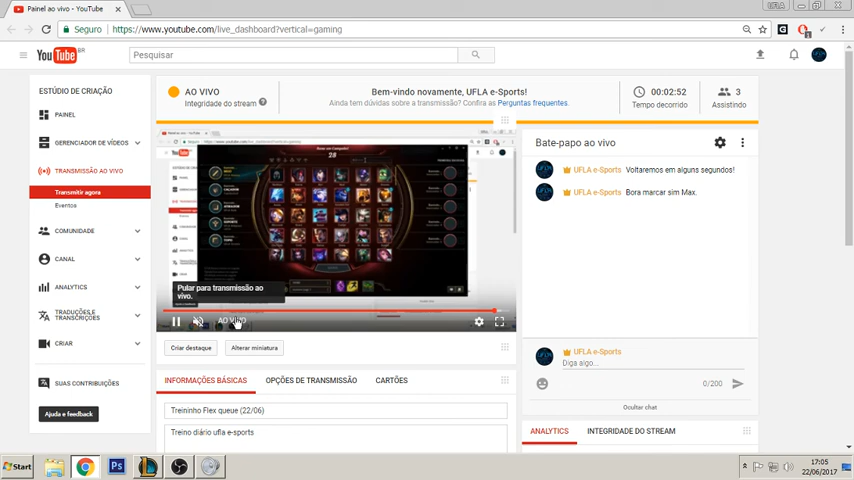 Painel ao vivo - YouTube
UFLA
Seguro
https://www.youtube.com/live_dashboard?vertical=gaming
YouTube BR
Pesquisar
ESTÚDIO DE CRIAÇÃO
PAINEL
GERENCIADOR DE VÍDEOS
TRANSMISSÃO AO VIVO
Transmitir agora
Eventos
COMUNIDADE
CANAL
ANALYTICS
TRADUÇÕES E
TRANSCRIÇÕES
CRIAR
SUAS CONTRIBUIÇÕES
Ajuda e feedback
AO VIVO
Integridade do stream
Bem-vindo novamente, UFLA e-Sports!
Ainda tem dúvidas sobre a transmissão? Confira as Perguntas frequentes.
00:02:52
Tempo decorrido
3
Assistindo
28
Pular para transmissão ao
vivo.
AO VIVO
Criar destaque
Alterar miniatura
INFORMAÇÕES BÁSICAS
OPÇÕES DE TRANSMISSÃO
CARTÕES
Treininho Flex queue (22/06)
Treino diário ufla e-sports
Bate-papo ao vivo
UFLA e-Sports Voltaremos em alguns segundos!
UFLA e-Sports Bora marcar sim Max.
UFLA e-Sports
Diga algo...
0/200
Ocultar chat
ANALYTICS
INTEGRIDADE DO STREAM
Start
Ps
17:05
22/06/2017